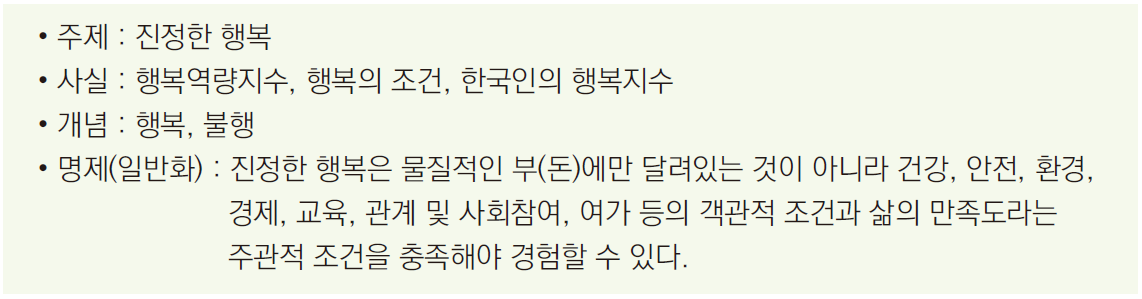 • 주제 : 진정한 행복
• 사실 : 행복역량지수, 행복의 조건, 한국인의 행복지수
• 개념 : 행복, 불행
• 명제(일반화) : 진정한 행복은 물질적인 부(돈)에만 달려있는 것이 아니라 건강, 안전, 환경,
경제, 교육, 관계 및 사회참여, 여가 등의 객관적 조건과 삶의 만족도라는
주관적 조건을 충족해야 경험할 수 있다.